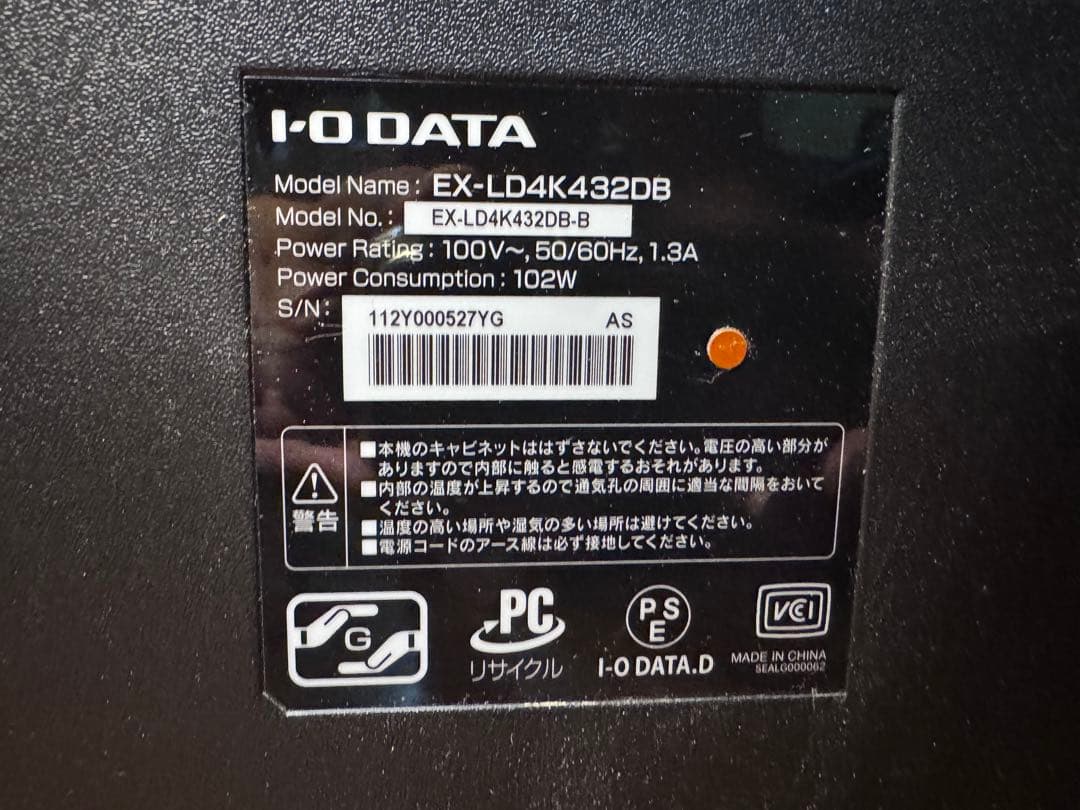 I-O DATA
Model Name : EX-LD4K432DB
Model No. : EX-LD4K432DB-B
Power Rating : 100V～, 50/60Hz, 1.3A
Power Consumption : 102W
S/N : 112Y000527YG AS
■本機のキャビネットははずさないでください。電圧の高い部分が
ありますので内部に触ると感電するおそれがあります。
■内部の温度が上昇するので通気孔の周囲に適当な間隔をおいて
ください。
■温度の高い場所や湿気の多い場所は避けてください。
■電源コードのアース線は必ず接地してください。
警告
G
PC
リサイクル
PS
E
I-O DATA.D
VCI
MADE IN CHINA
SEALG000062